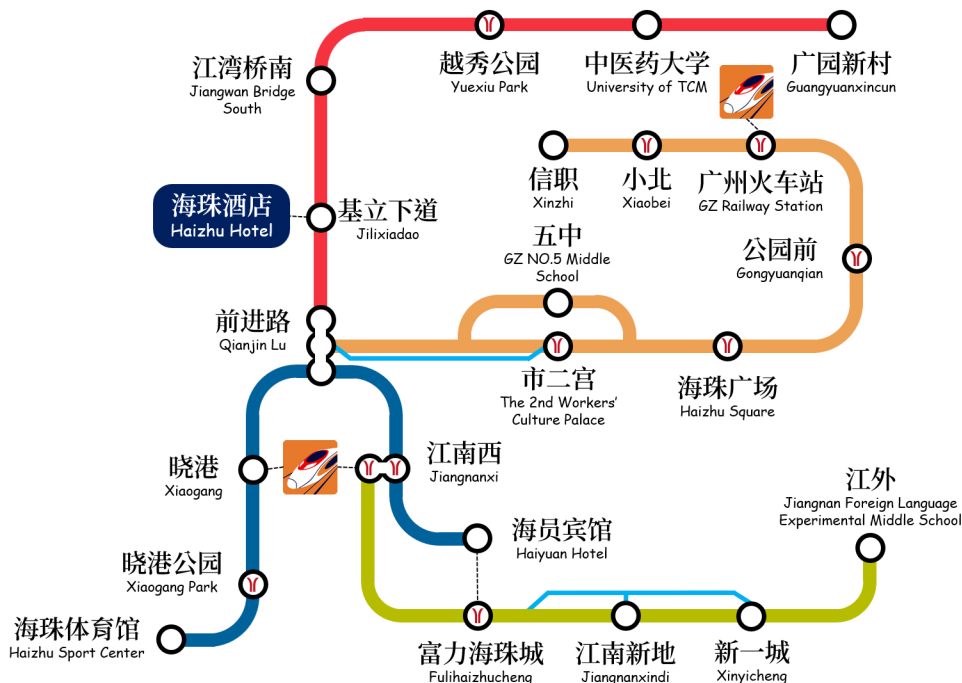 越秀公园
Yuexiu Park
中医药大学
University of TCM
广园新村
Guangyuanxincun
江湾桥南
Jiangwan Bridge
South
信职
Xinzhi
小北
Xiaobei
广州火车站
GZ Railway Station
海珠酒店
Haizhu Hotel
基立下道
Jilixiadao
五中
GZ NO.5 Middle
School
公园前
Gongyuanqian
前进路
Qianjin Lu
市二宫
The 2nd Workers'
Culture Palace
海珠广场
Haizhu Square
晓港
Xiaogang
江南西
Jiangnanxi
江外
Jiangnan Foreign Language
Experimental Middle School
海员宾馆
Haiyuan Hotel
晓港公园
Xiaogang Park
海珠体育馆
Haizhu Sport Center
富力海珠城
Fulihaizhucheng
江南新地
Jiangnanxindi
新一城
Xinyicheng